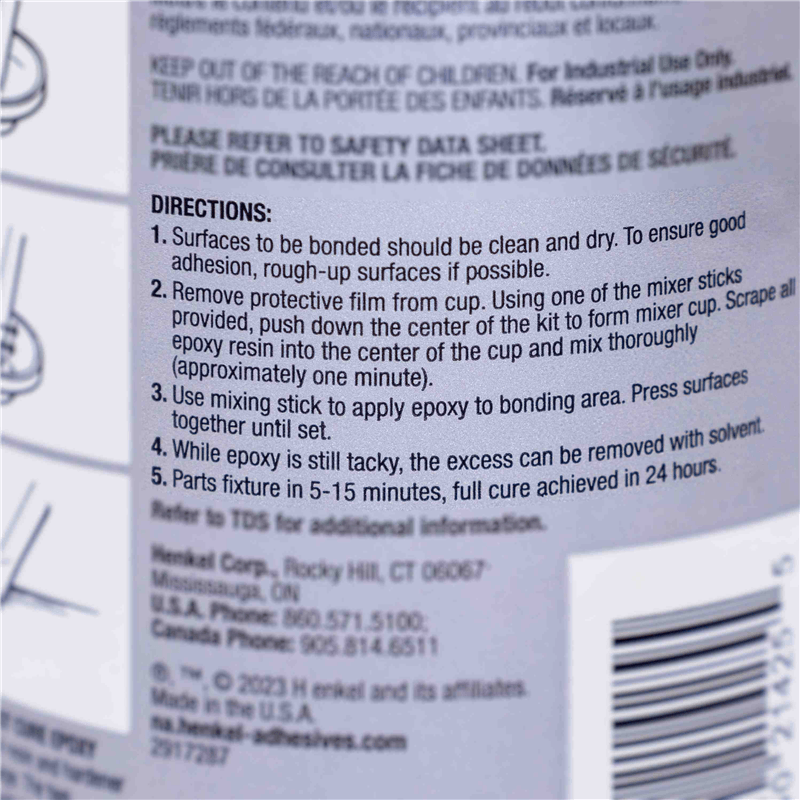 règlements fédéraux, nationaux, provinciaux et locaux.
KEEP OUT OF THE REACH OF CHILDREN. For Industrial Use Only.
TENIR HORS DE LA PORTÉE DES ENFANTS. Réservé à l'usage industriel.
PLEASE REFER TO SAFETY DATA SHEET.
PRIÈRE DE CONSULTER LA FICHE DE DONNÉES DE SÉCURITÉ.
DIRECTIONS:
1. Surfaces to be bonded should be clean and dry. To ensure good
adhesion, rough-up surfaces if possible.
2. Remove protective film from cup. Using one of the mixer sticks
provided, push down the center of the kit to form mixer cup. Scrape all
epoxy resin into the center of the cup and mix thoroughly
(approximately one minute).
3. Use mixing stick to apply epoxy to bonding area. Press surfaces
together until set.
4. While epoxy is still tacky, the excess can be removed with solvent.
5. Parts fixture in 5-15 minutes, full cure achieved in 24 hours.
Refer to TDS for additional information.
Henkel Corp., Rocky Hill, CT 06067
Mississauga, ON
U.S.A. Phone: 860.571.5100;
Canada Phone: 905.814.6511
®, ™, © 2023 Henkel and its affiliates.
Made in the U.S.A.
na.henkel-adhesives.com
2917287
CURE EPOXY
and hardener
21425 5